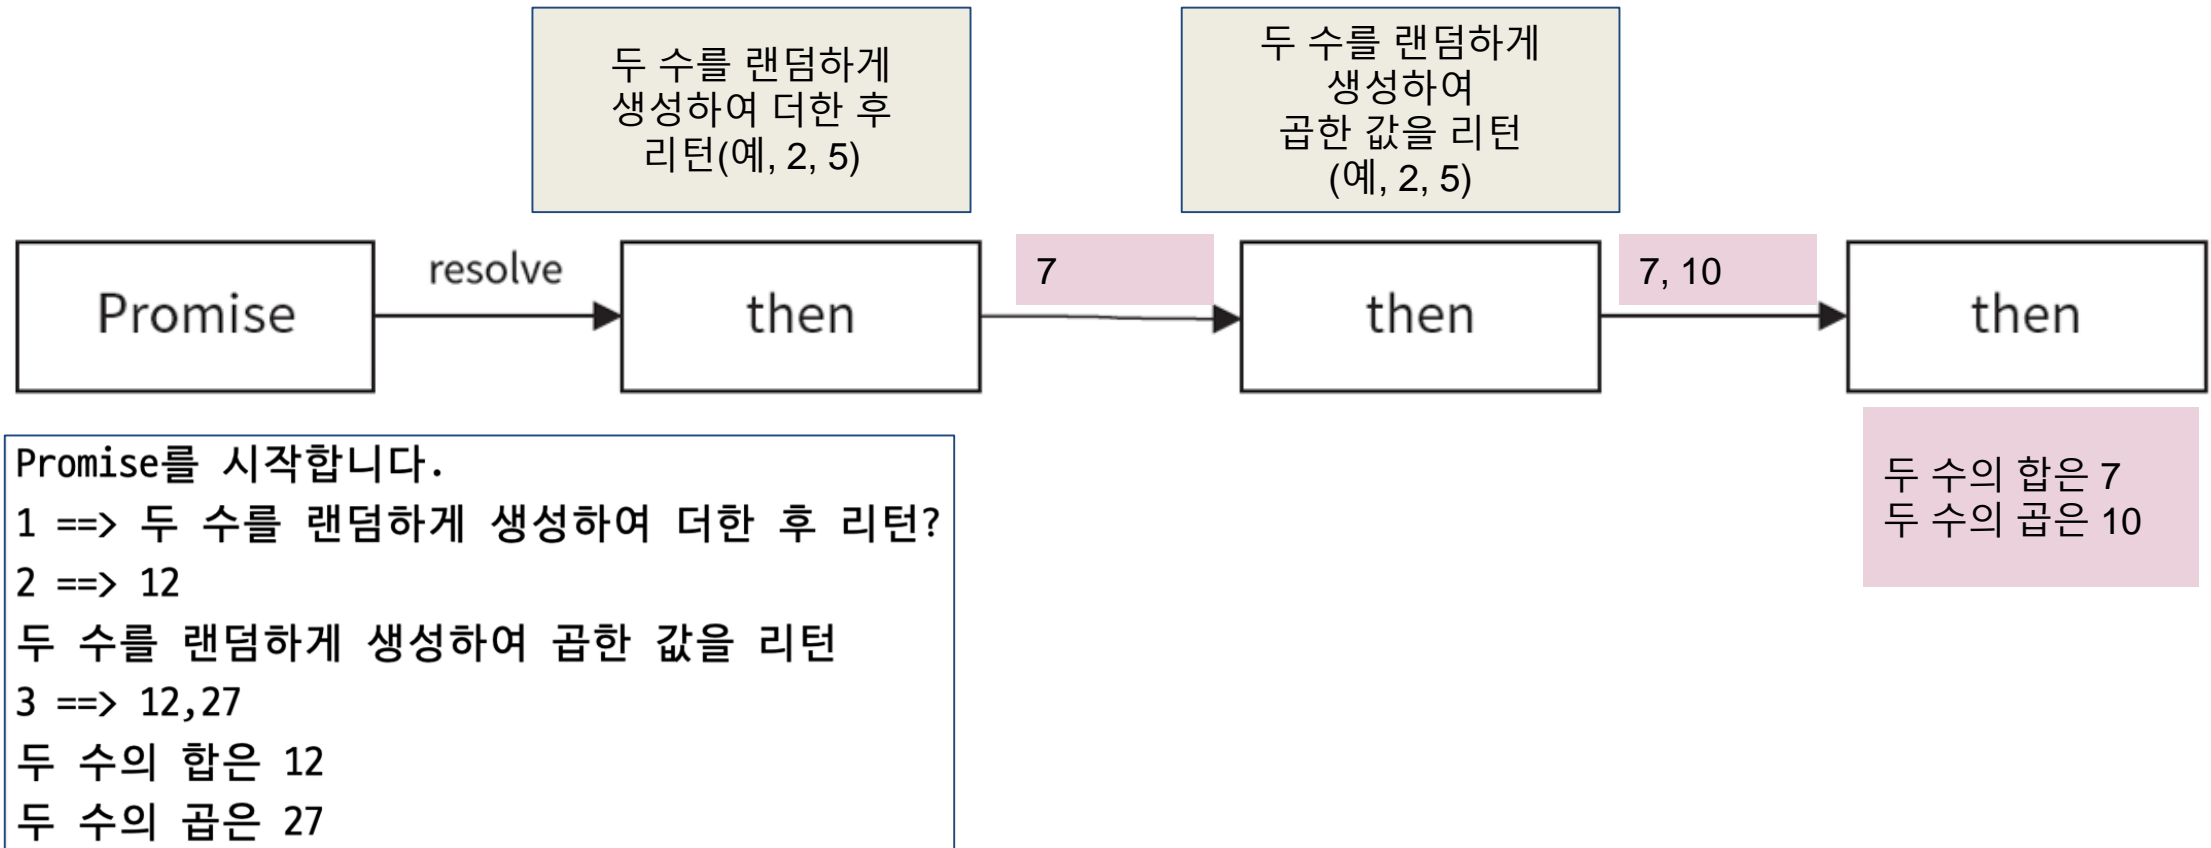 두 수를 랜덤하게
생성하여 더한 후
리턴(예, 2, 5)
두 수를 랜덤하게
생성하여
곱한 값을 리턴
(예, 2, 5)
Promise
resolve
then
7
then
7, 10
then
두 수의 합은 7
두 수의 곱은 10
Promise를 시작합니다.
1 ==> 두 수를 랜덤하게 생성하여 더한 후 리턴?
2 ==> 12
두 수를 랜덤하게 생성하여 곱한 값을 리턴
3 ==> 12,27
두 수의 합은 12
두 수의 곱은 27